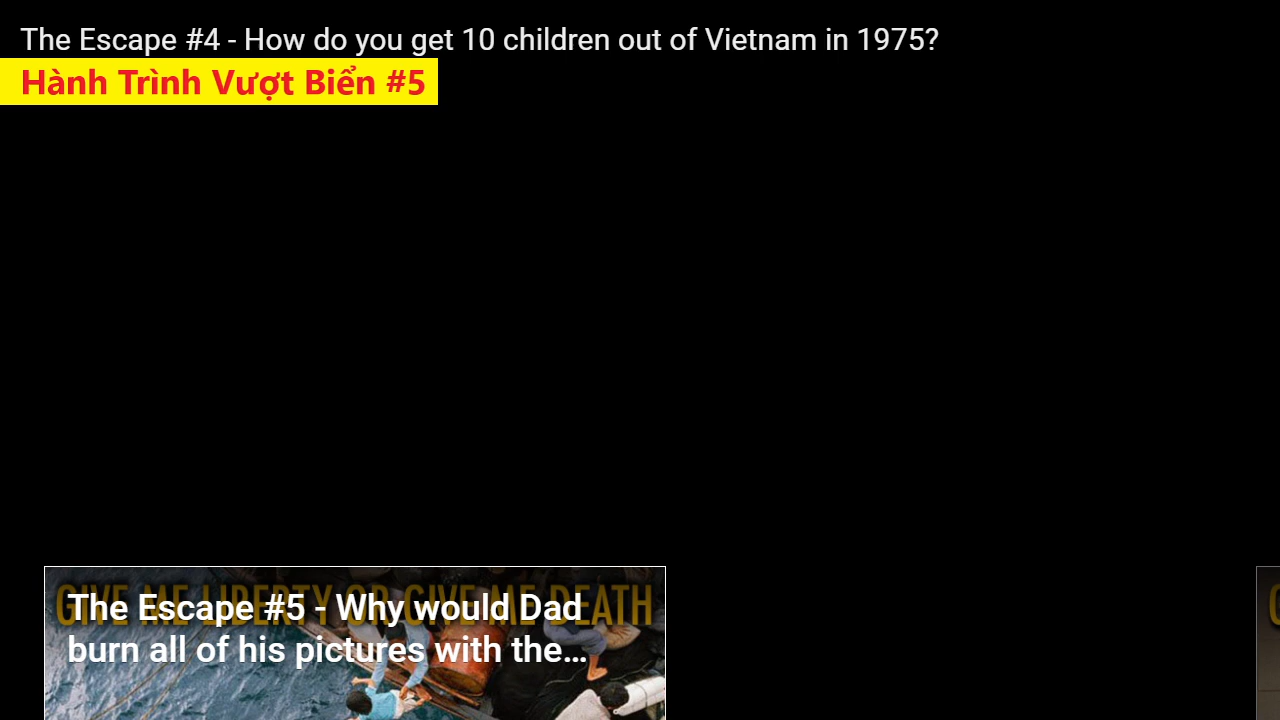 The Escape #4 - How do you get 10 children out of Vietnam in 1975?
Hành Trình Vượt Biển #5
GIVE ME LIBERTY OR GIVE ME DEATH
The Escape #5 - Why would Dad
burn all of his pictures with the...